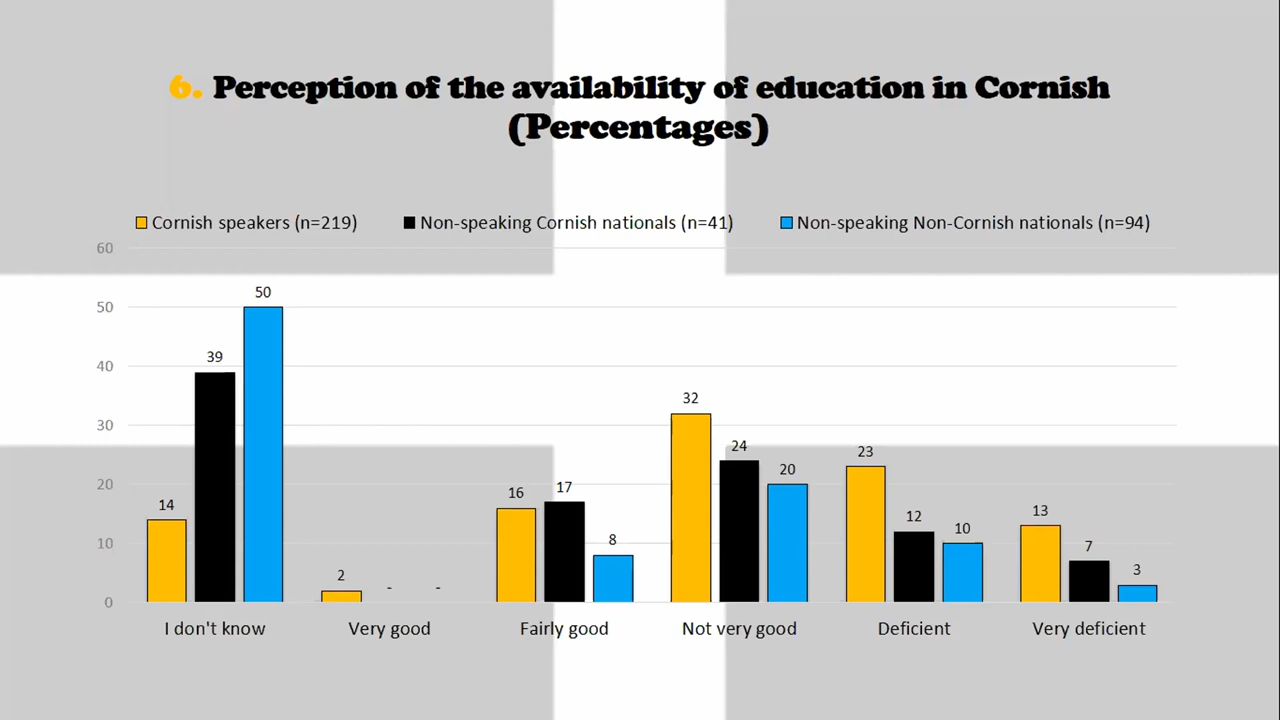 6. Perception of the availability of education in Cornish
(Percentages)
Cornish speakers (n=219) Non-speaking Cornish nationals (n=41) Non-speaking Non-Cornish nationals (n=94)
60
50
40
30
20
10
0
14 39 50
2 - -
16 17 8
32 24 20
23 12 10
13 7 3
I don't know Very good Fairly good Not very good Deficient Very deficient